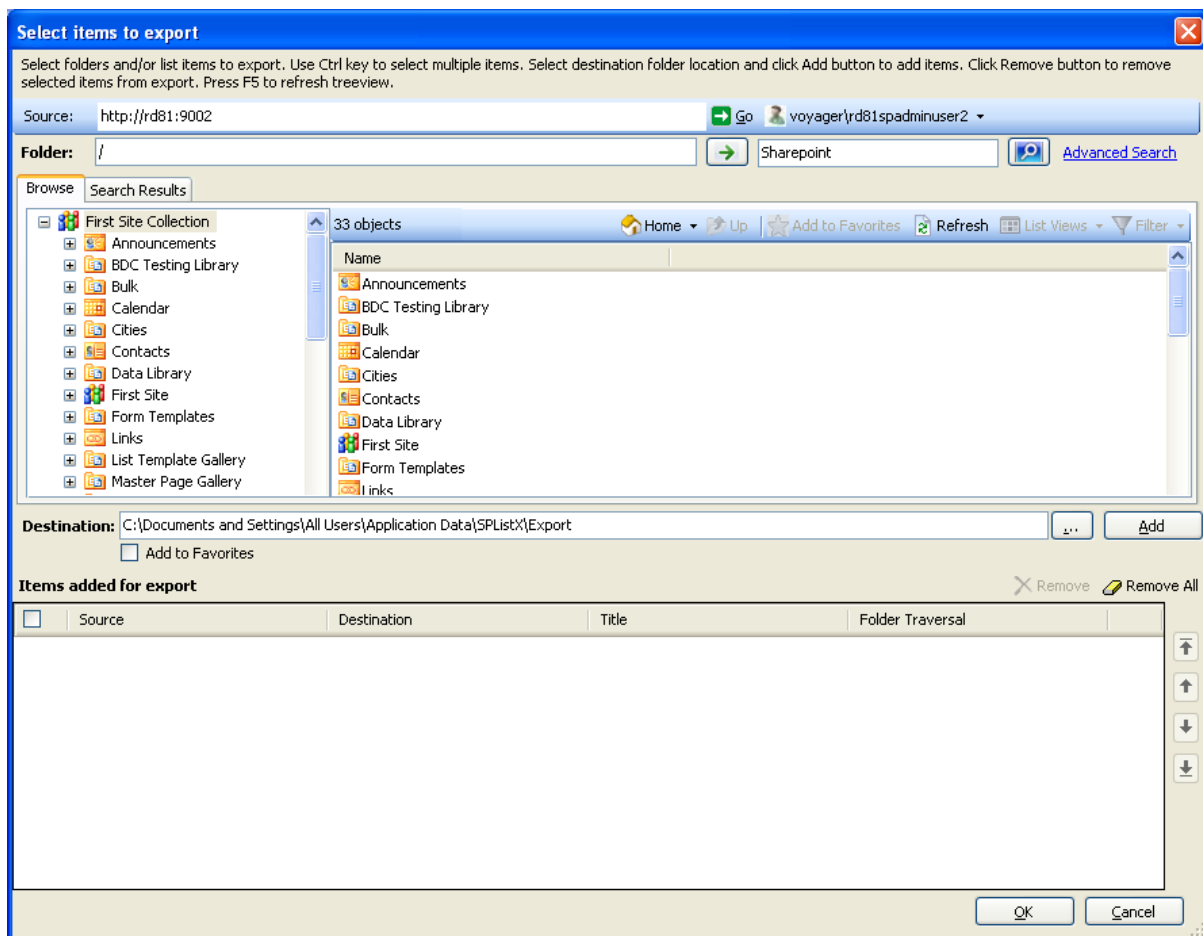 Select items to export
Select folders and/or list items to export. Use Ctrl key to select multiple items. Select destination folder location and click Add button to add items. Click Remove button to remove
selected items from export. Press F5 to refresh treeview.
Source: http://rd81:9002 Go voyager\rd81spadminuser2
Folder: / Sharepoint Advanced Search
Browse Search Results
First Site Collection
Announcements
BDC Testing Library
Bulk
Calendar
Cities
Contacts
Data Library
First Site
Form Templates
Links
List Template Gallery
Master Page Gallery
33 objects Home Up Add to Favorites Refresh List Views Filter
Name
Announcements
BDC Testing Library
Bulk
Calendar
Cities
Contacts
Data Library
First Site
Form Templates
Links
Destination: C:\Documents and Settings\All Users\Application Data\SPListX\Export ... Add
Add to Favorites
Items added for export Remove Remove All
Source Destination Title Folder Traversal
OK Cancel